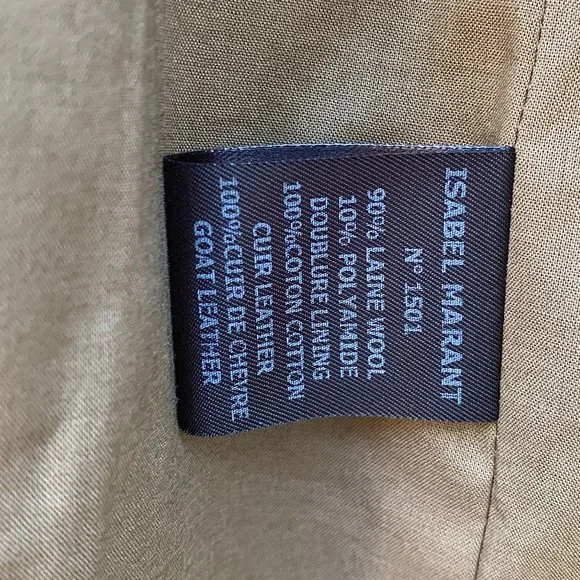 ISABEL MARANT
N° 1501
90% LAINE WOOL
10% POLYAMIDE
DOUBLURE LINING
100%COTON COTTON
CUIR LEATHER
100%CUIR DE CHEVRE
GOAT LEATHER